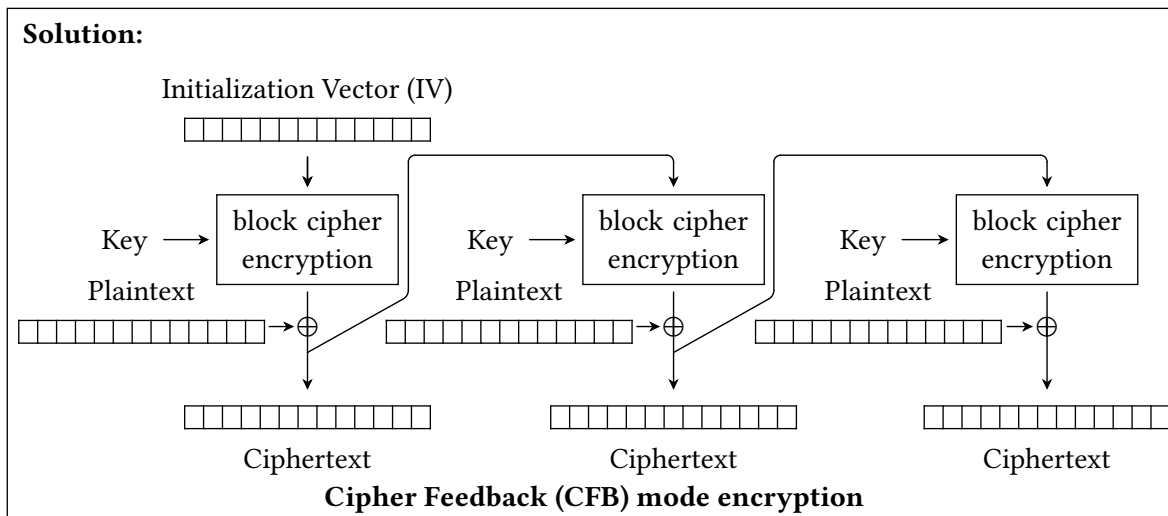 Solution:
Initialization Vector (IV)
block cipher
encryption
Key
Plaintext
block cipher
encryption
Key
Plaintext
block cipher
encryption
Key
Plaintext
Ciphertext
Ciphertext
Ciphertext
Cipher Feedback (CFB) mode encryption